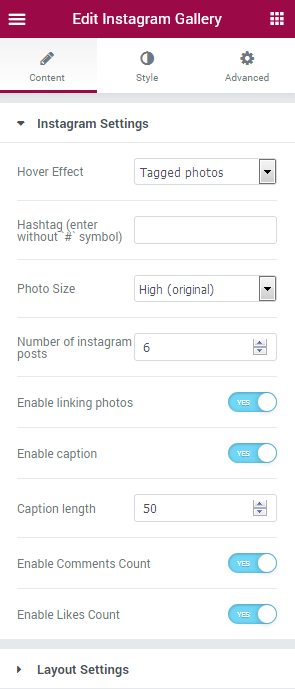 Edit Instagram Gallery
Content Style Advanced
Instagram Settings
Hover Effect Tagged photos
Hashtag (enter
without `#` symbol)
Photo Size High (original)
Number of instagram
posts 6
Enable linking photos YES
Enable caption YES
Caption length 50
Enable Comments Count YES
Enable Likes Count YES
Layout Settings